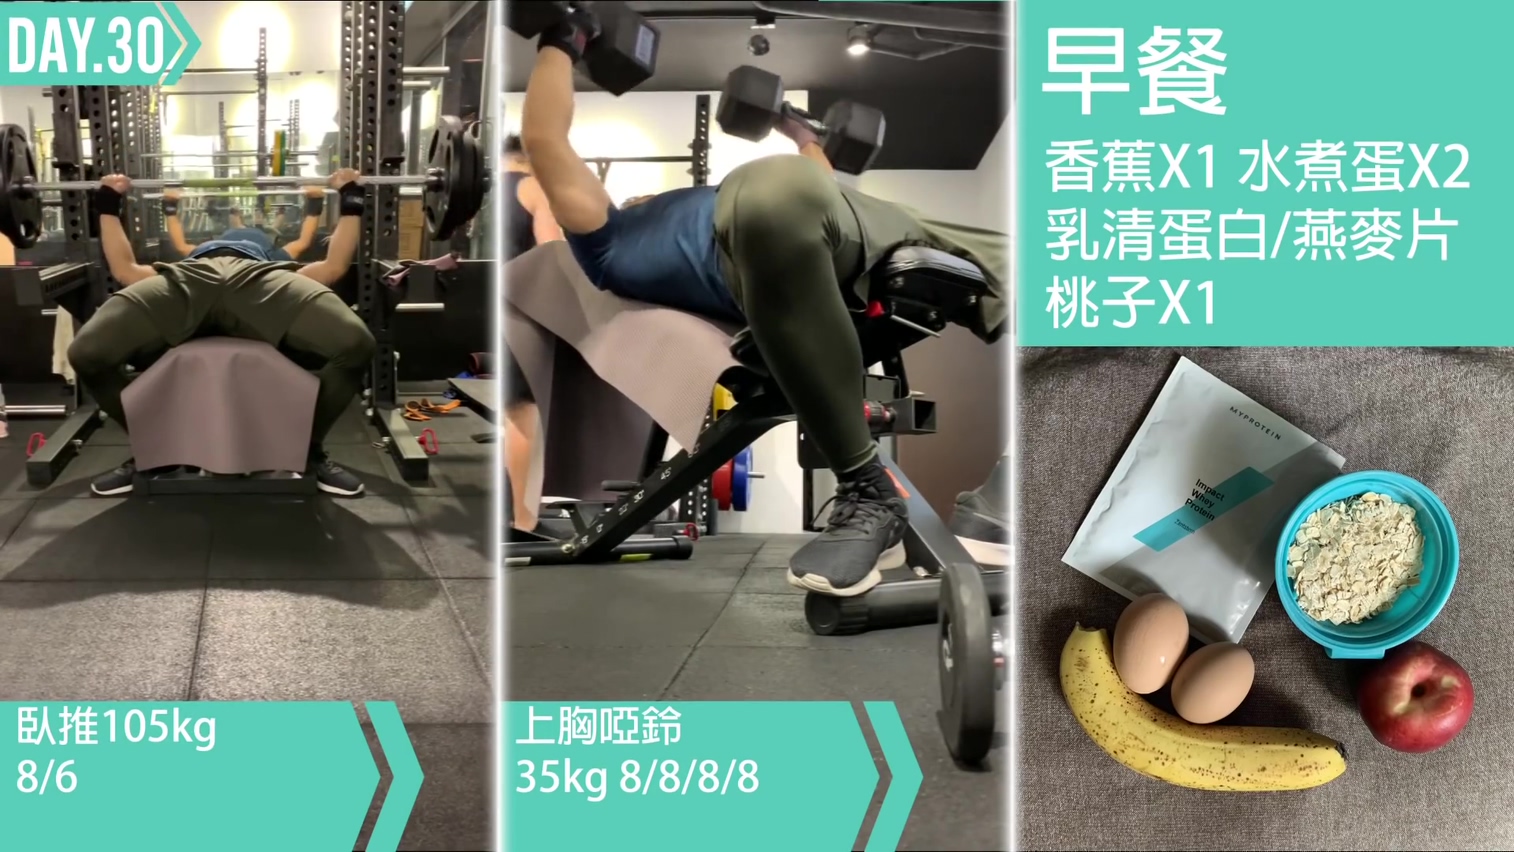 DAY.30
臥推105kg
8/6
上胸啞鈴
35kg 8/8/8/8
早餐
香蕉X1 水煮蛋X2
乳清蛋白/燕麥片
桃子X1
MYPROTEIN
Impact
Whey
Protein